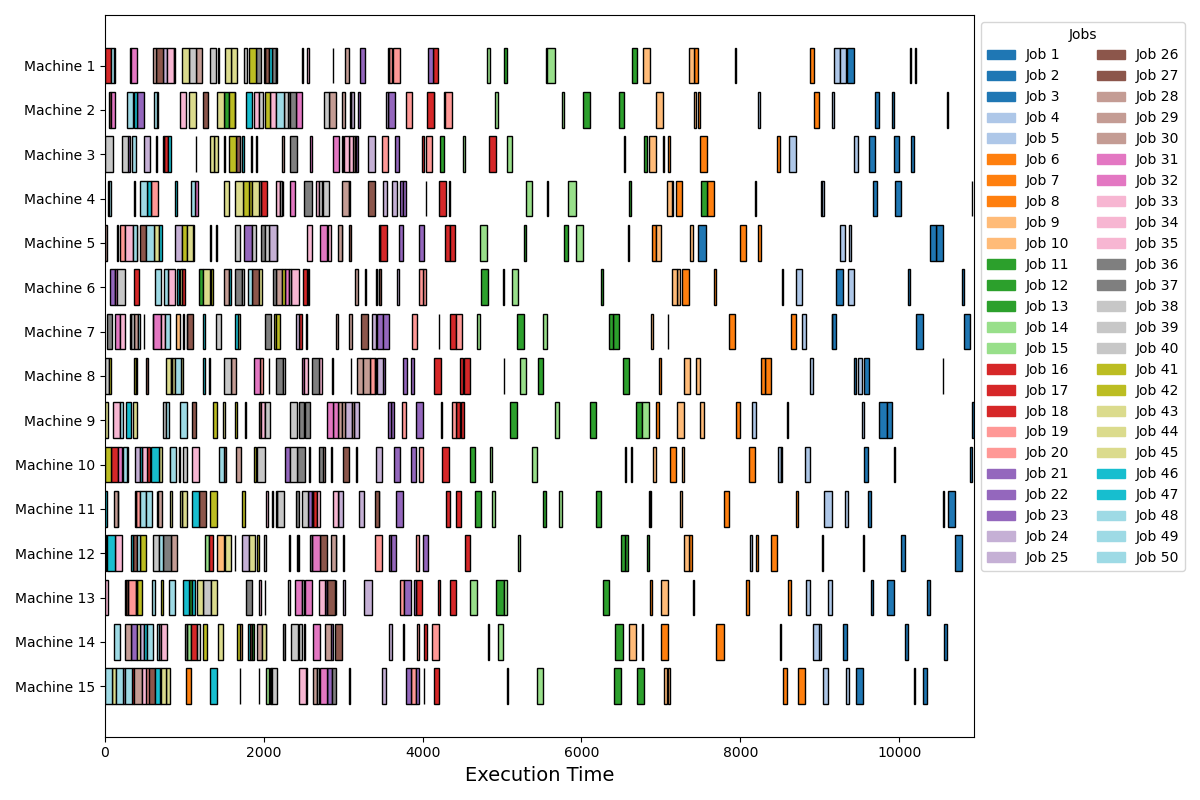 Machine 1
Machine 2
Machine 3
Machine 4
Machine 5
Machine 6
Machine 7
Machine 8
Machine 9
Machine 10
Machine 11
Machine 12
Machine 13
Machine 14
Machine 15
0 2000 4000 6000 8000 10000
Execution Time
Jobs
Job 1 Job 26
Job 2 Job 27
Job 3 Job 28
Job 4 Job 29
Job 5 Job 30
Job 6 Job 31
Job 7 Job 32
Job 8 Job 33
Job 9 Job 34
Job 10 Job 35
Job 11 Job 36
Job 12 Job 37
Job 13 Job 38
Job 14 Job 39
Job 15 Job 40
Job 16 Job 41
Job 17 Job 42
Job 18 Job 43
Job 19 Job 44
Job 20 Job 45
Job 21 Job 46
Job 22 Job 47
Job 23 Job 48
Job 24 Job 49
Job 25 Job 50